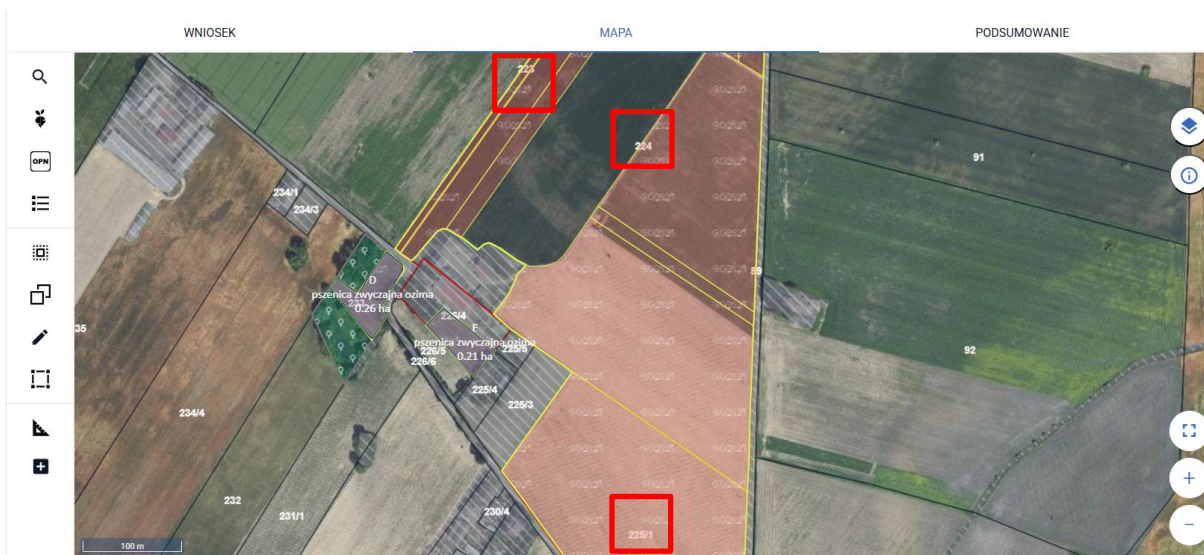 WNIOSEK
MAPA
PODSUMOWANIE
OPN
223
224
91
234/1
234/3
89
D
pszenica zwyczajna ozima
0.26 ha
35
226/4
E
pszenica zwyczajna ozima
0.21 ha
226/5
225/5
226/6
92
225/4
225/3
234/4
232
231/1
230/4
225/1
100 m